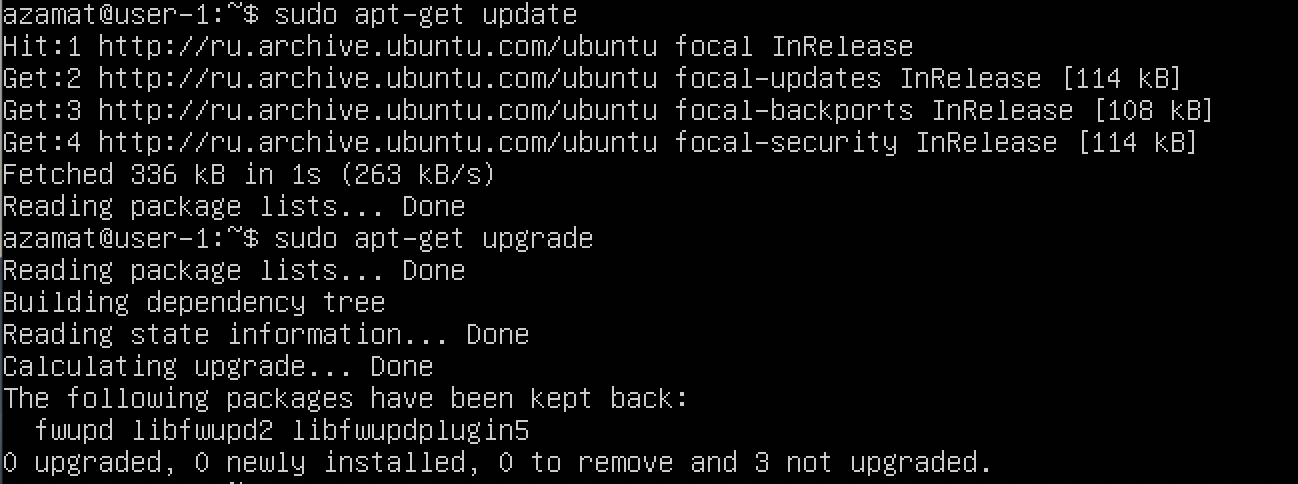 azamat@user-1:~$ sudo apt-get update
Hit:1 http://ru.archive.ubuntu.com/ubuntu focal InRelease
Get:2 http://ru.archive.ubuntu.com/ubuntu focal-updates InRelease [114 kB]
Get:3 http://ru.archive.ubuntu.com/ubuntu focal-backports InRelease [108 kB]
Get:4 http://ru.archive.ubuntu.com/ubuntu focal-security InRelease [114 kB]
Fetched 336 kB in 1s (263 kB/s)
Reading package lists... Done
azamat@user-1:~$ sudo apt-get upgrade
Reading package lists... Done
Building dependency tree
Reading state information... Done
Calculating upgrade... Done
The following packages have been kept back:
  fwupd libfwupd2 libfwupdplugin5
0 upgraded, 0 newly installed, 0 to remove and 3 not upgraded.